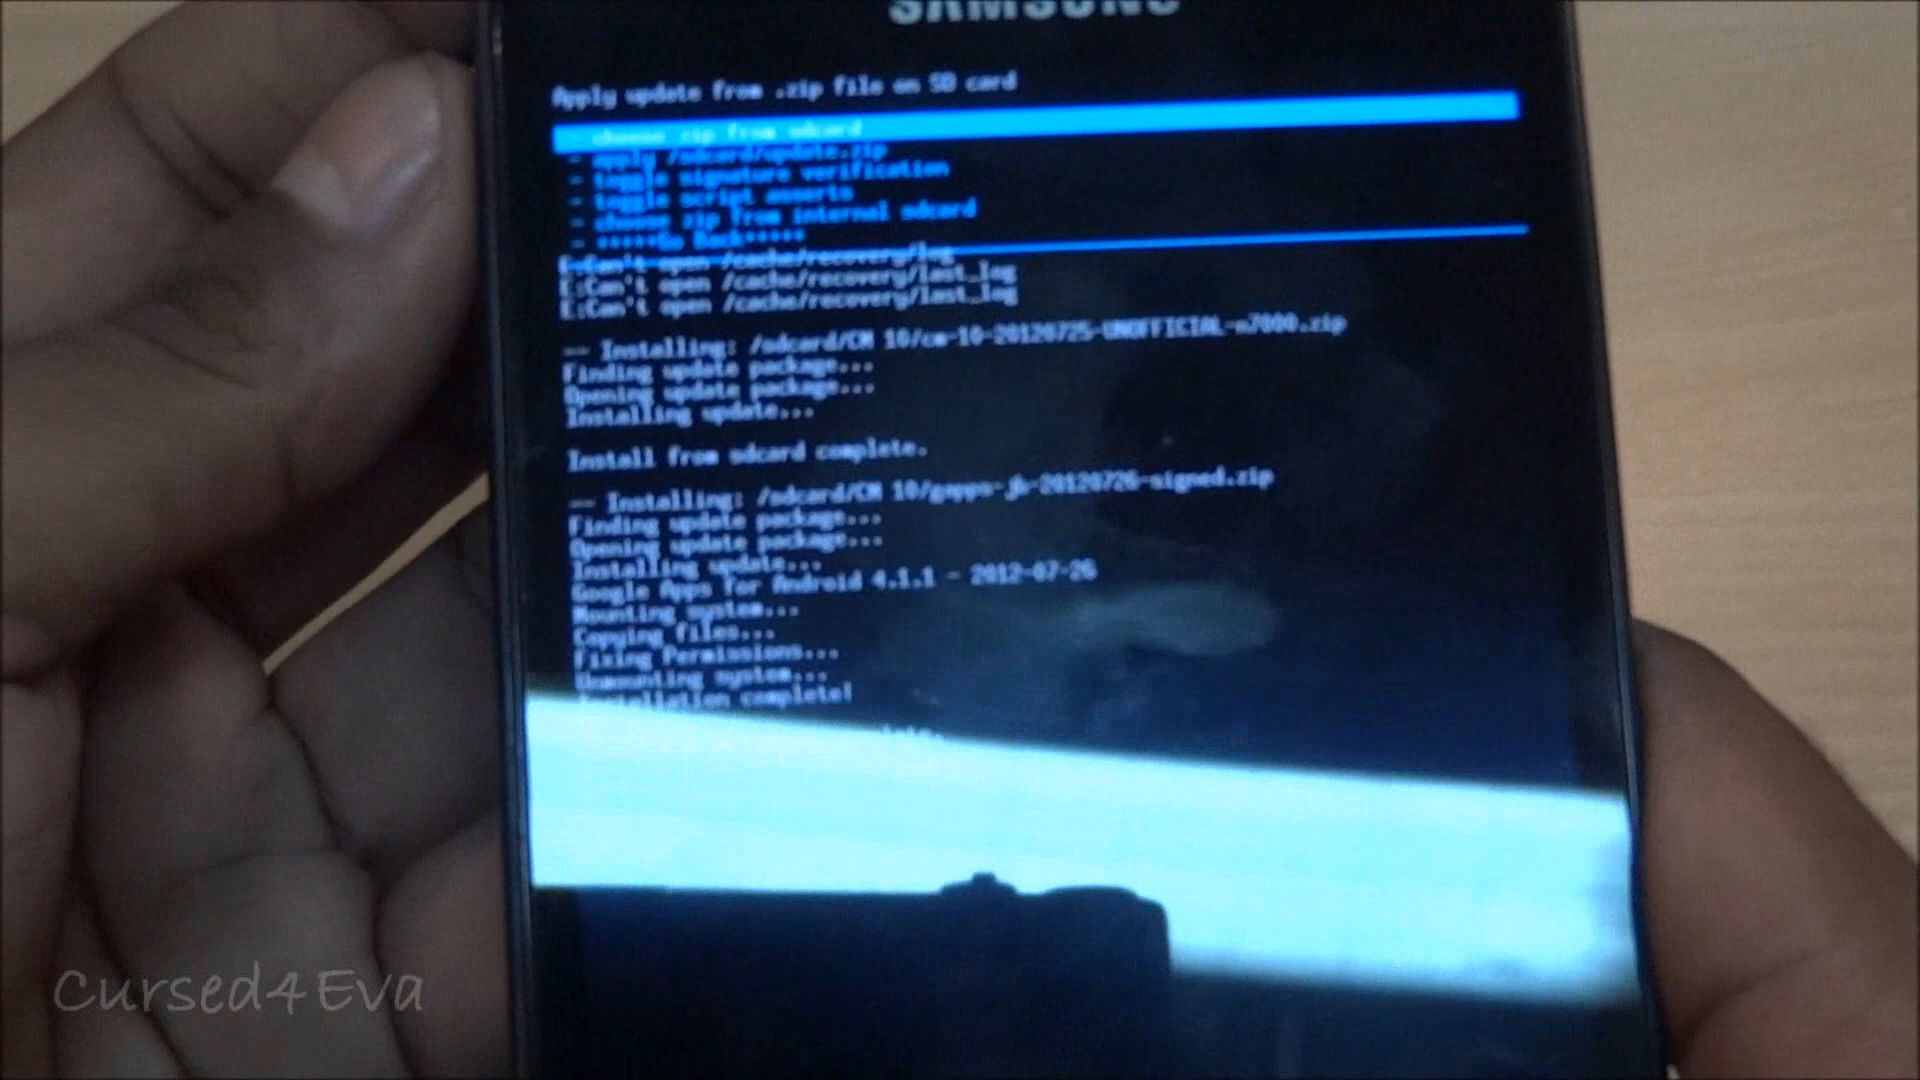 SAMSUNG
Apply update from .zip file on SD card
- choose zip from sdcard
- apply /sdcard/update.zip
- toggle signature verification
- toggle script asserts
- choose zip from internal sdcard
- +++++Go Back+++++
E:Can't open /cache/recovery/log
E:Can't open /cache/recovery/last_log
E:Can't open /cache/recovery/last_log
-- Installing: /sdcard/CM 10/cm-10-20120725-UNOFFICIAL-n7000.zip
Finding update package...
Opening update package...
Installing update...
Install from sdcard complete.
-- Installing: /sdcard/CM 10/gapps-jb-20120726-signed.zip
Finding update package...
Opening update package...
Installing update...
Google Apps for Android 4.1.1 - 2012-07-26
Mounting system...
Copying files...
Fixing Permissions...
Unmounting system...
Installation complete!
Cursed4Eva